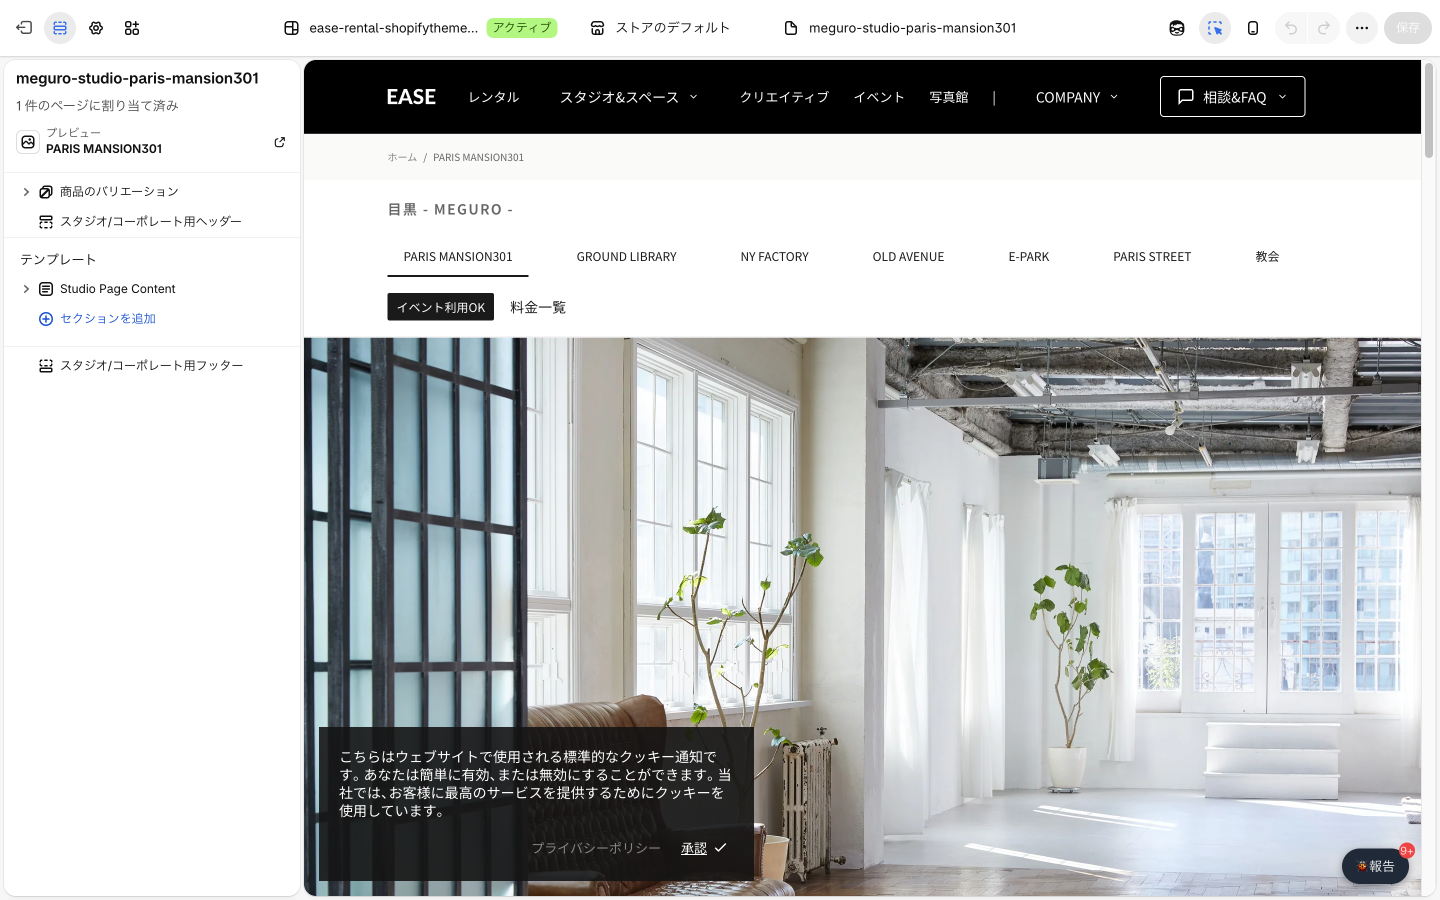 ease-rental-shopifytheme...
アクティブ
ストアのデフォルト
meguro-studio-paris-mansion301
保存
meguro-studio-paris-mansion301
1 件のページに割り当て済み
プレビュー
PARIS MANSION301
商品のバリエーション
スタジオ/コーポレート用ヘッダー
テンプレート
Studio Page Content
セクションを追加
スタジオ/コーポレート用フッター
EASE
レンタル
スタジオ&スペース
クリエイティブ
イベント
写真館
|
COMPANY
相談&FAQ
ホーム / PARIS MANSION301
目黒 - MEGURO -
PARIS MANSION301
GROUND LIBRARY
NY FACTORY
OLD AVENUE
E-PARK
PARIS STREET
教会
イベント利用OK
料金一覧
こちらはウェブサイトで使用される標準的なクッキー通知で
す。あなたは簡単に有効、または無効にすることができます。当
社では、お客様に最高のサービスを提供するためにクッキーを
使用しています。
プライバシーポリシー
承認
報告
9+